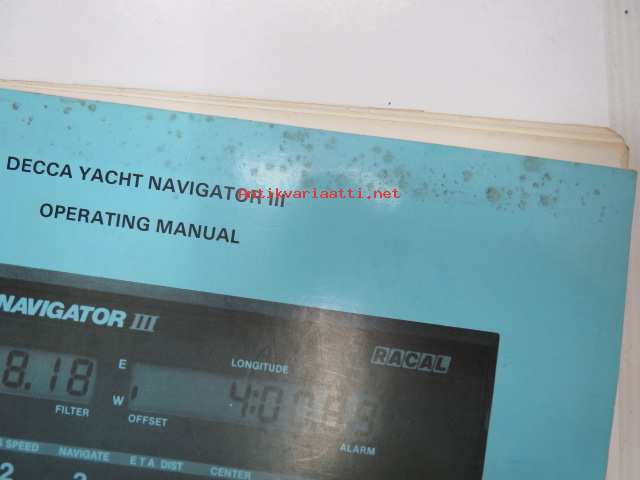 DECCA YACHT NAVIGATOR III
Antikvariaatti.net
OPERATING MANUAL
NAVIGATOR III
RACAL
8.18
E
LONGITUDE
W
FILTER
OFFSET
ALARM
SPEED NAVIGATE E T A DIST CENTER
2